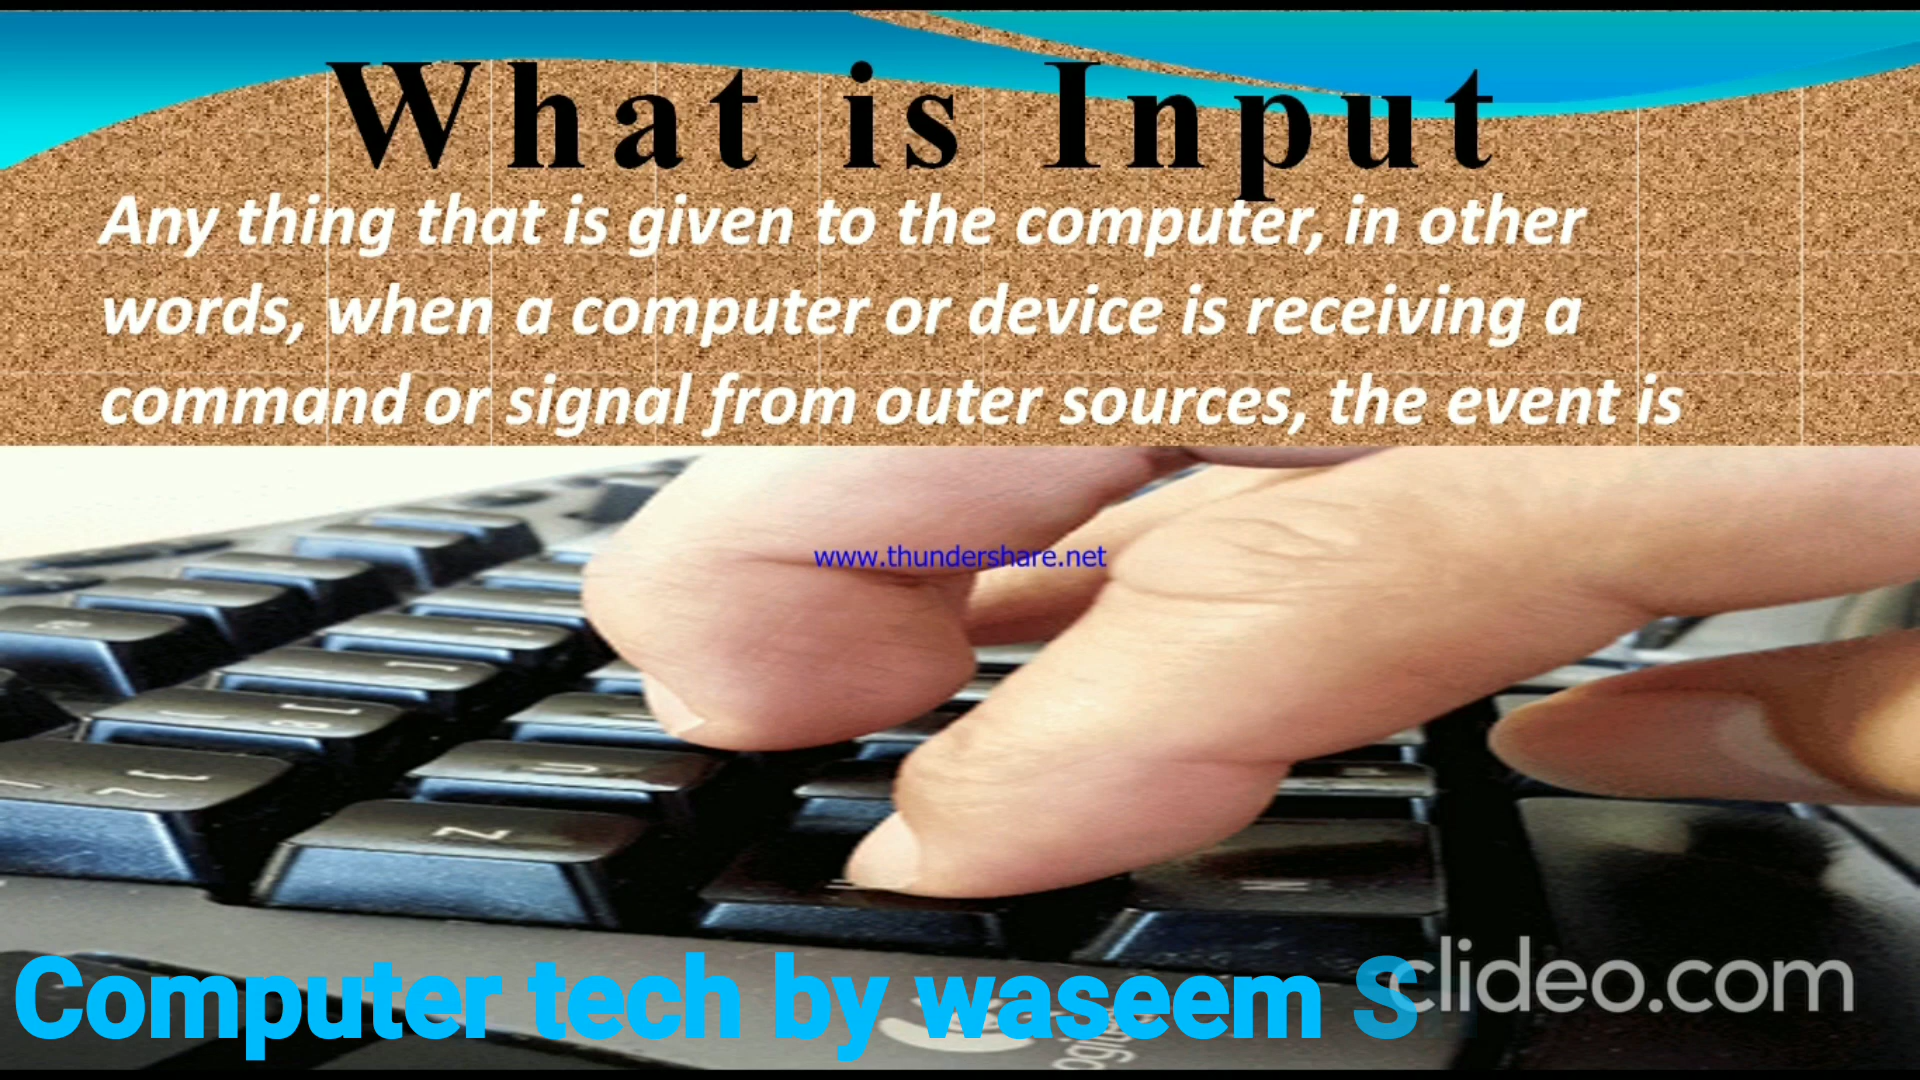 What is Input
Any thing that is given to the computer, in other
words, when a computer or device is receiving a
command or signal from outer sources, the event is
www.thundershare.net
N
Computer tech by waseem S
clideo.com